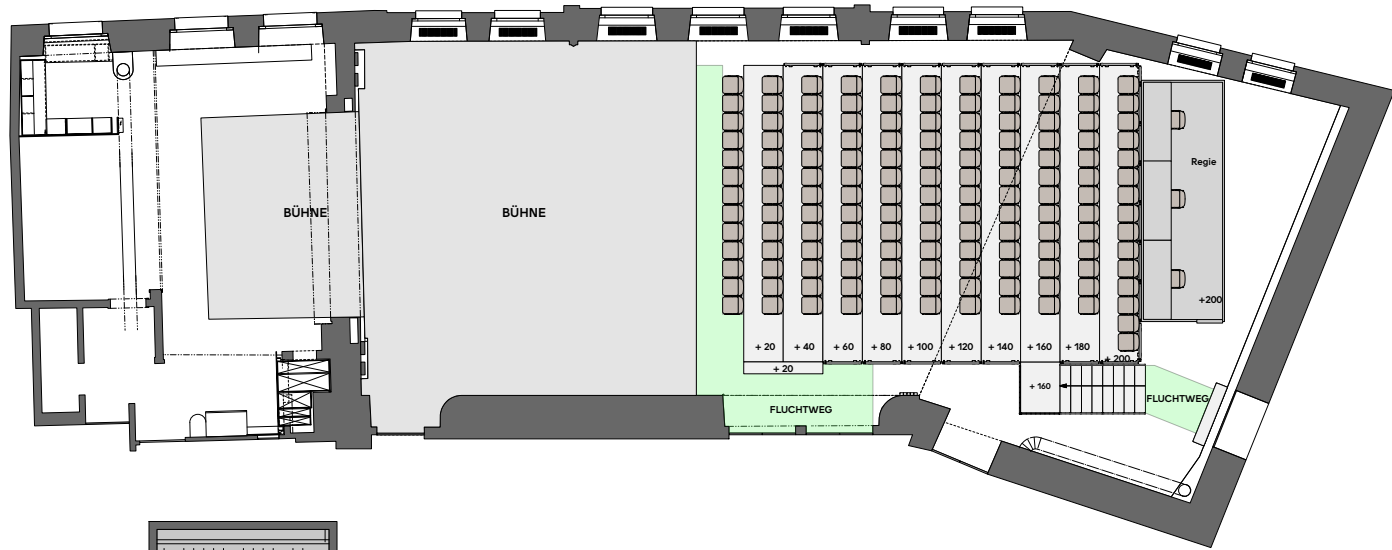 BÜHNE
BÜHNE
Regie
+200
+ 20
+ 40
+ 60
+ 80
+ 100
+ 120
+ 140
+ 160
+ 180
+ 200
+ 20
+ 160
FLUCHTWEG
FLUCHTWEG